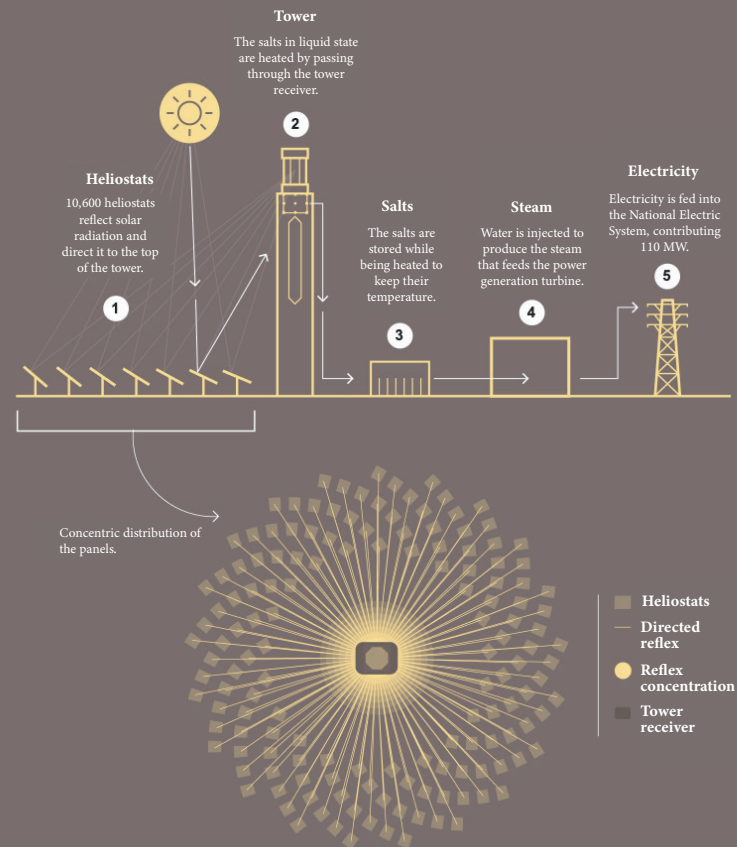 Tower
The salts in liquid state
are heated by passing
through the tower
receiver.
2
Heliostats
10,600 heliostats
reflect solar
radiation and
direct it to the top
of the tower.
1
Salts
The salts are
stored while
being heated to
keep their
temperature.
3
Steam
Water is injected to
produce the steam
that feeds the power
generation turbine.
4
Electricity
Electricity is fed into
the National Electric
System, contributing
110 MW.
5
Concentric distribution of
the panels.
Heliostats
Directed
reflex
Reflex
concentration
Tower
receiver